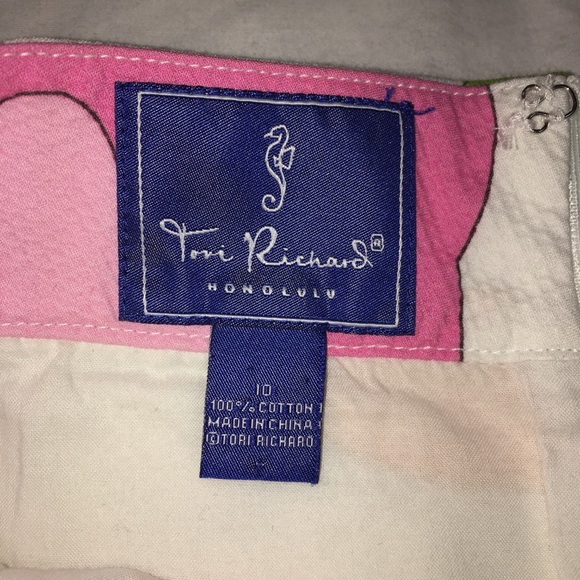 Tori Richard®
HONOLULU
10
100% COTTON
MADE IN CHINA
©TORI RICHARD